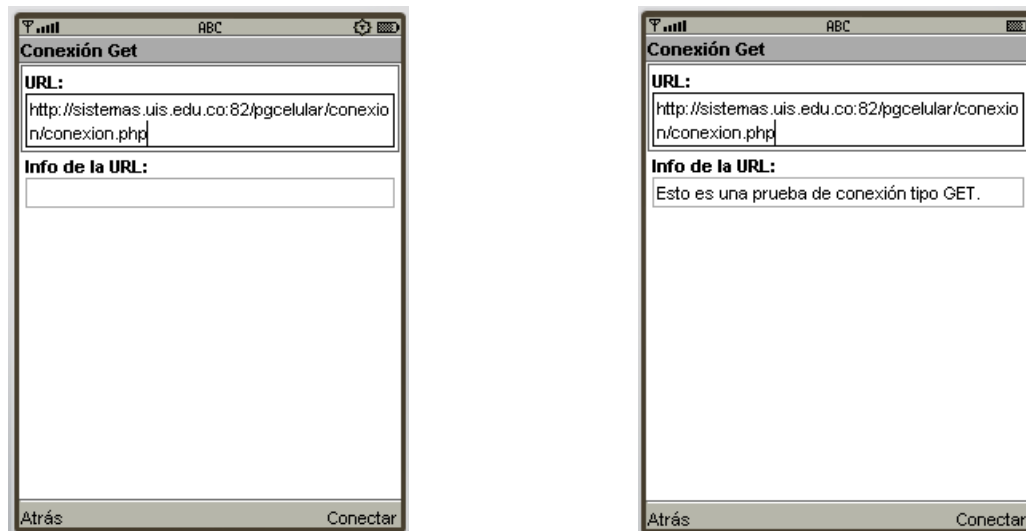 ABC
Conexión Get
URL:
http://sistemas.uis.edu.co:82/pgcelular/conexio
n/conexion.php
Info de la URL:
Atrás Conectar
ABC
Conexión Get
URL:
http://sistemas.uis.edu.co:82/pgcelular/conexio
n/conexion.php
Info de la URL:
Esto es una prueba de conexión tipo GET.
Atrás Conectar